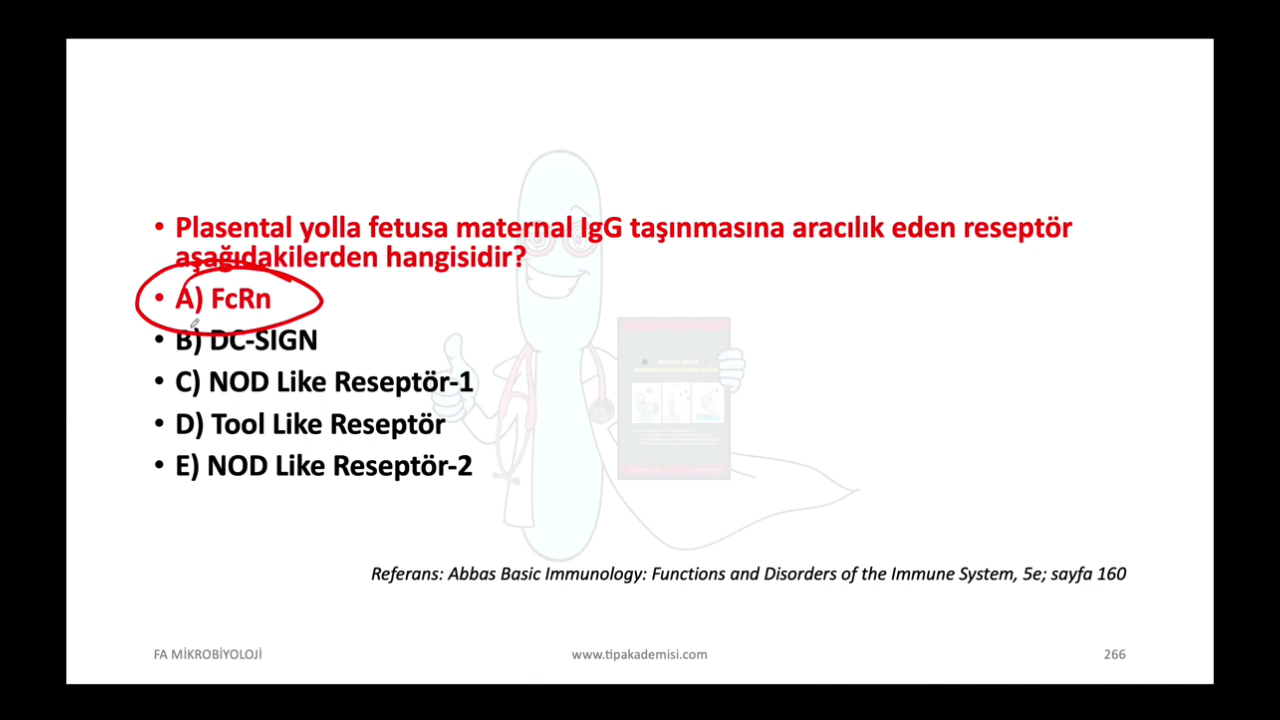 • Plasental yolla fetusa maternal IgG taşınmasına aracılık eden reseptör
aşağıdakilerden hangisidir?
• A) FcRn
• B) DC-SIGN
• C) NOD Like Reseptör-1
• D) Tool Like Reseptör
• E) NOD Like Reseptör-2
Referans: Abbas Basic Immunology: Functions and Disorders of the Immune System, 5e; sayfa 160
FA MİKROBİYOLOJİ
www.tipakademisi.com
266